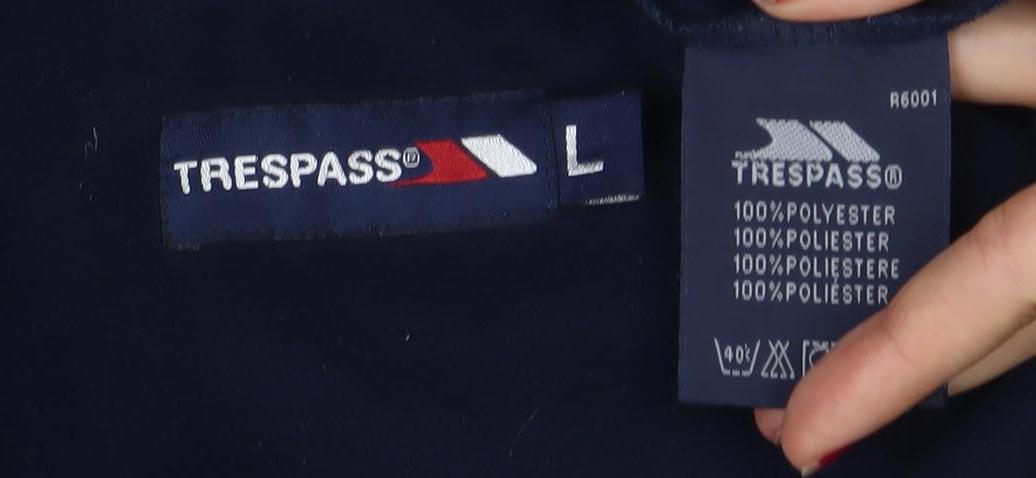 TRESPASS®
L
R6001
TRESPASS®
100%POLYESTER
100%POLIESTER
100%POLIESTERE
100%POLIÉSTER
40°